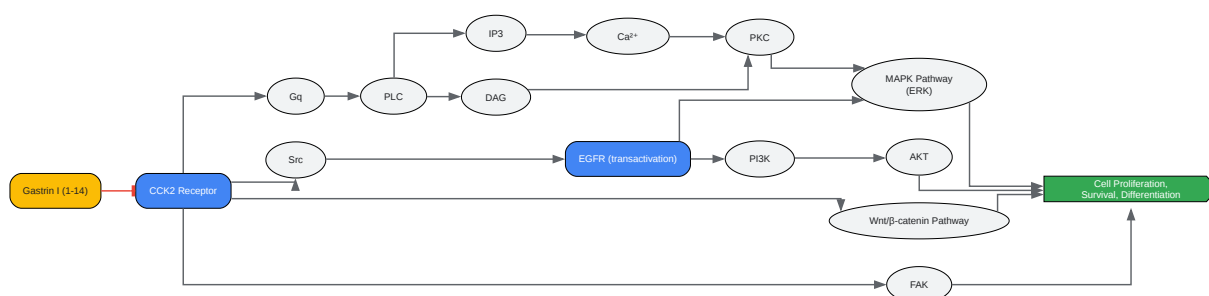 IP3
Ca²⁺
PKC
MAPK Pathway
(ERK)
Gq
PLC
DAG
Src
EGFR (transactivation)
PI3K
AKT
Gastrin I (1-14)
CCK2 Receptor
Cell Proliferation,
Survival, Differentiation
Wnt/β-catenin Pathway
FAK